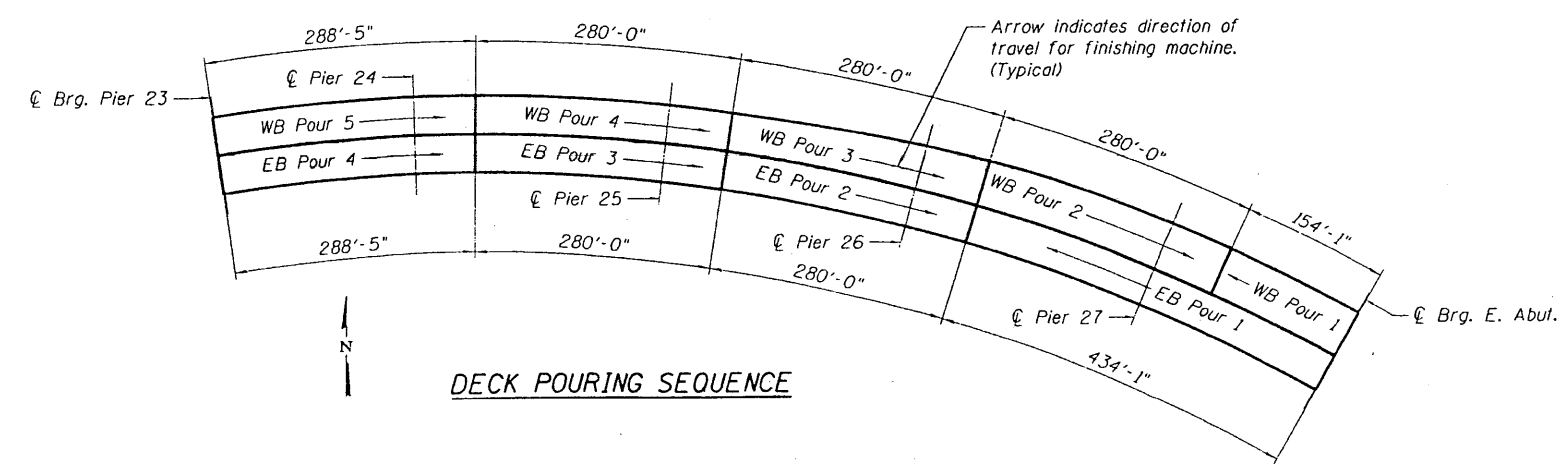 288'-5"
280'-0"
280'-0"
280'-0"
154'-1"
Arrow indicates direction of
travel for finishing machine.
(Typical)
℄ Brg. Pier 23
℄ Pier 24
WB Pour 5
WB Pour 4
WB Pour 3
WB Pour 2
WB Pour 1
EB Pour 4
EB Pour 3
EB Pour 2
EB Pour 1
℄ Pier 25
℄ Pier 26
℄ Pier 27
℄ Brg. E. Abut.
288'-5"
280'-0"
280'-0"
434'-1"
N
DECK POURING SEQUENCE